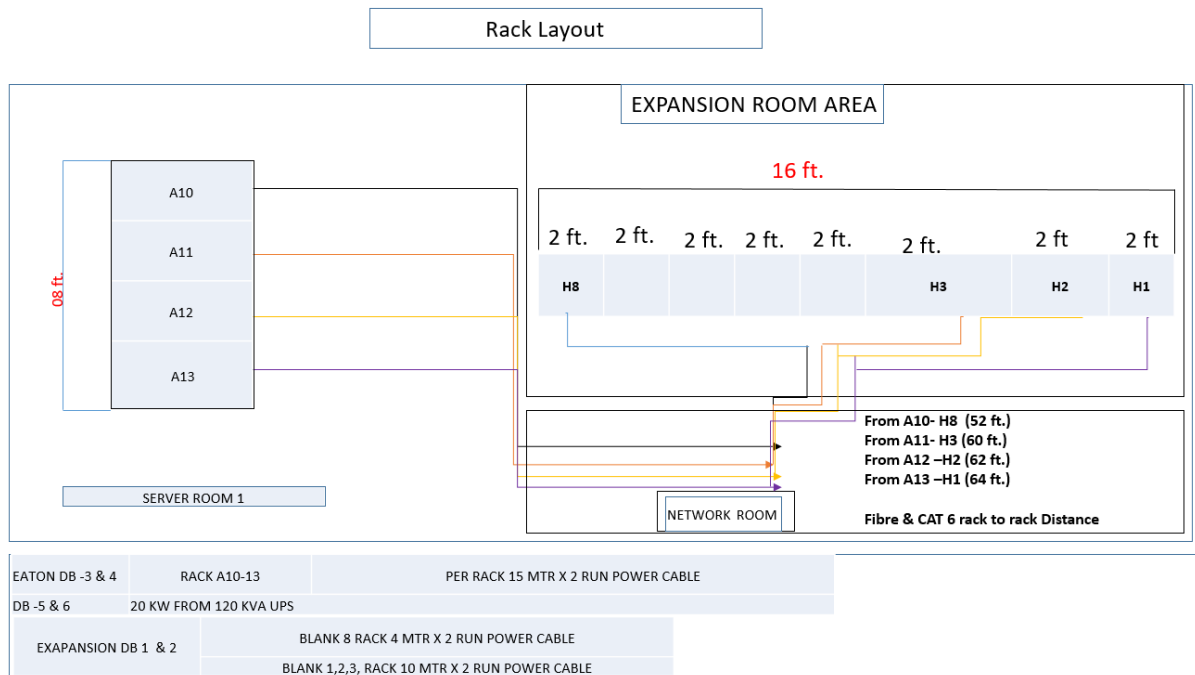 Rack Layout
EXPANSION ROOM AREA
16 ft.
2 ft.
2 ft.
2 ft.
2 ft.
2 ft.
2 ft.
2 ft
2 ft
H8
H3
H2
H1
A10
A11
A12
A13
08 ft.
From A10- H8 (52 ft.)
From A11- H3 (60 ft.)
From A12 –H2 (62 ft.)
From A13 –H1 (64 ft.)
Fibre & CAT 6 rack to rack Distance
SERVER ROOM 1
NETWORK ROOM
EATON DB -3 & 4 RACK A10-13 PER RACK 15 MTR X 2 RUN POWER CABLE
DB -5 & 6 20 KW FROM 120 KVA UPS
EXAPANSION DB 1 & 2
BLANK 8 RACK 4 MTR X 2 RUN POWER CABLE
BLANK 1,2,3, RACK 10 MTR X 2 RUN POWER CABLE